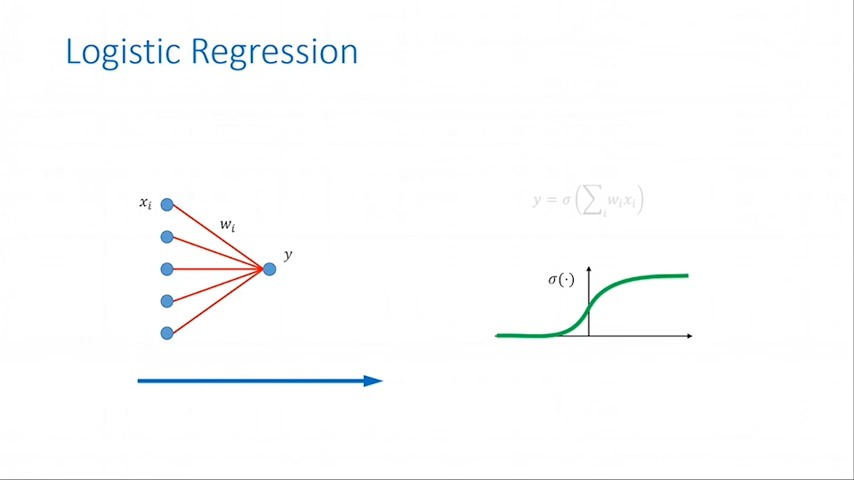 Logistic Regression
xᵢ
wᵢ
y
y = σ(∑ᵢ wᵢxᵢ)
σ(·)